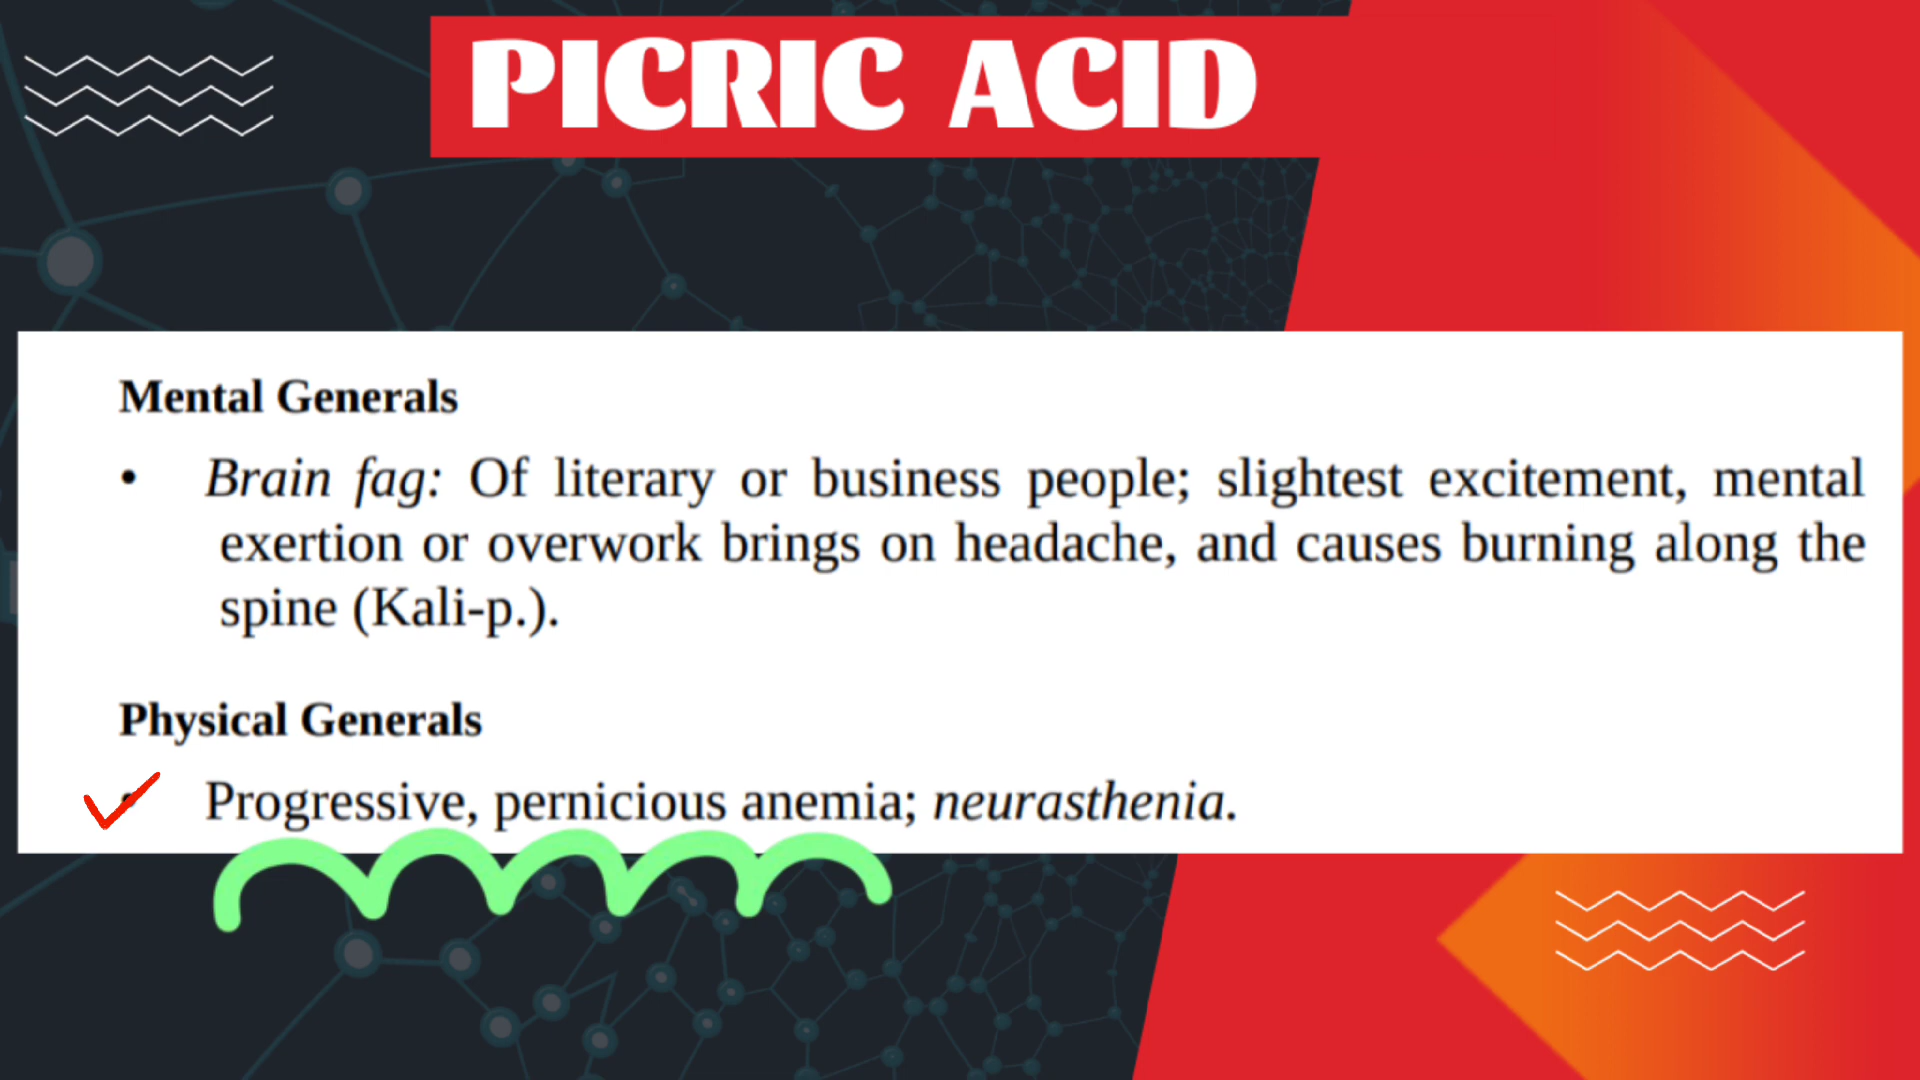 PICRIC ACID
Mental Generals
• Brain fag: Of literary or business people; slightest excitement, mental
exertion or overwork brings on headache, and causes burning along the
spine (Kali-p.).
Physical Generals
• Progressive, pernicious anemia; neurasthenia.